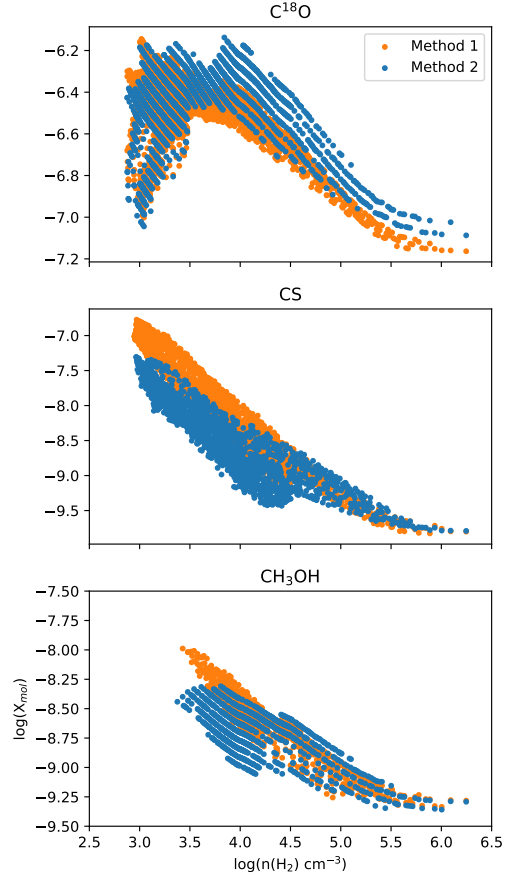 C¹⁸O
−6.2
−6.4
−6.6
−6.8
−7.0
−7.2
Method 1
Method 2
CS
−7.0
−7.5
−8.0
−8.5
−9.0
−9.5
CH₃OH
−7.50
−7.75
−8.00
−8.25
−8.50
−8.75
−9.00
−9.25
−9.50
log(Xₘₒₗ)
2.5 3.0 3.5 4.0 4.5 5.0 5.5 6.0 6.5
log(n(H₂) cm⁻³)